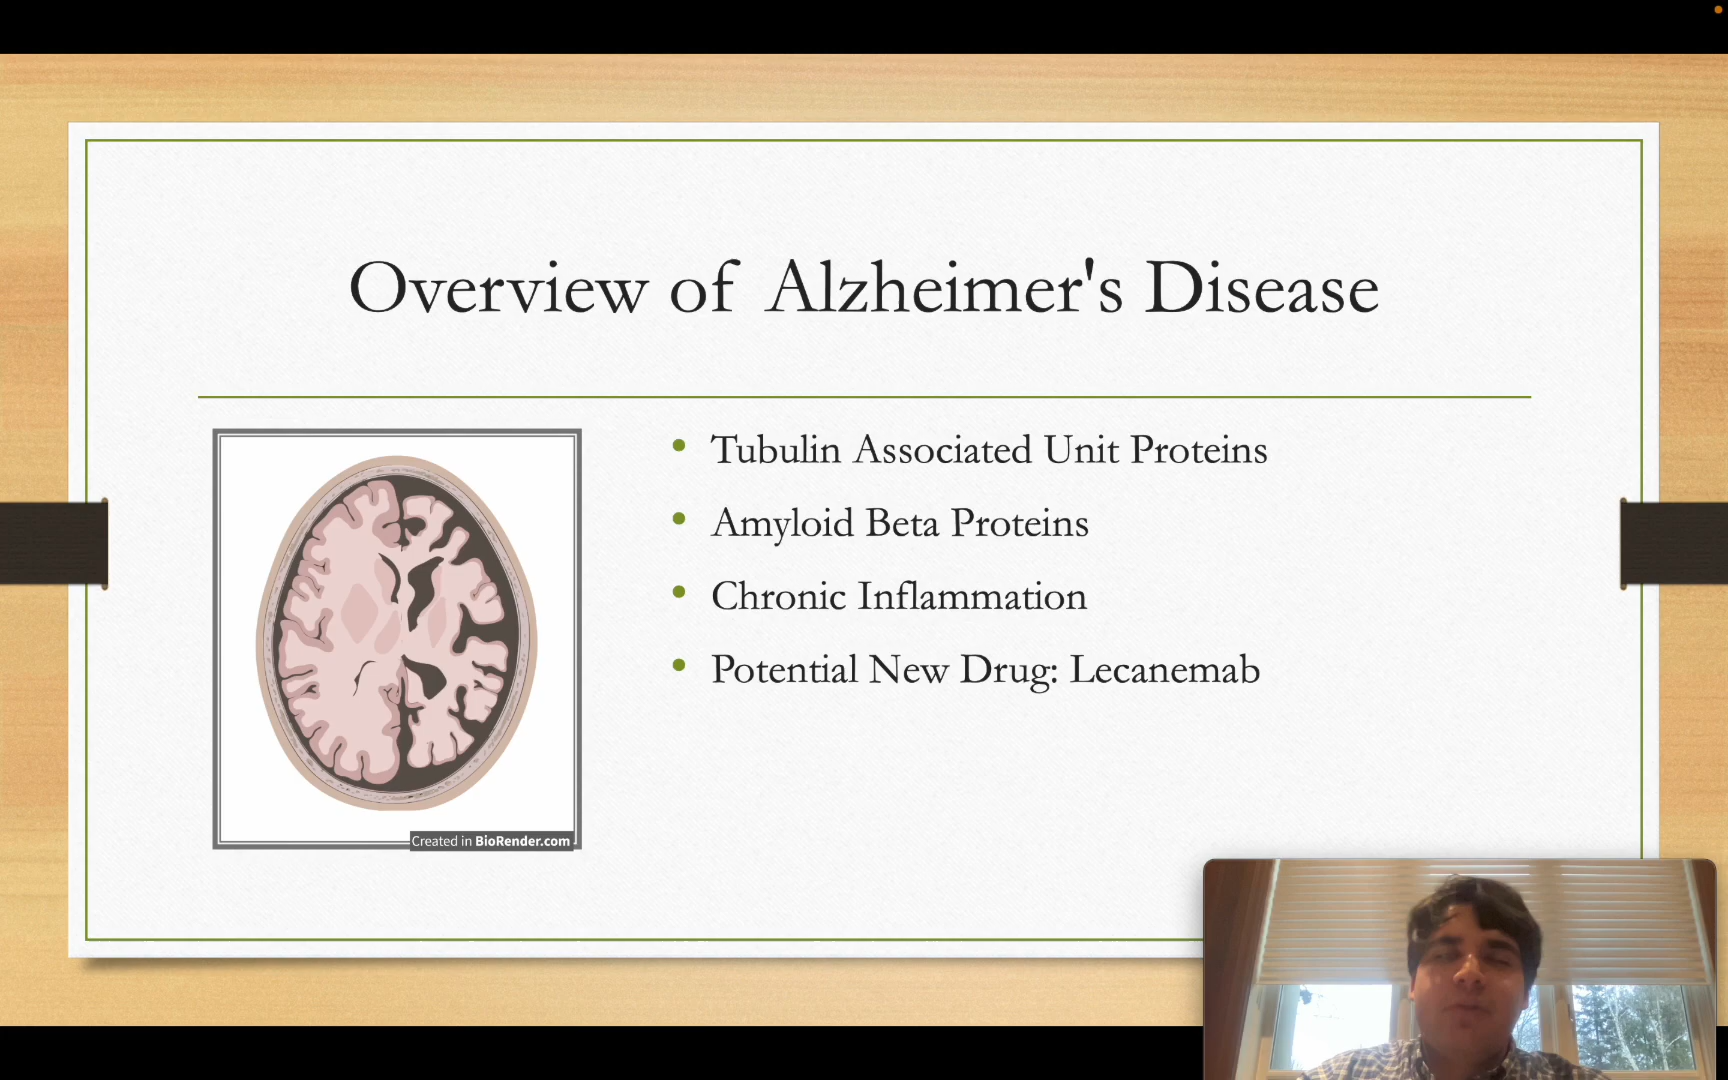 Overview of Alzheimer's Disease
Tubulin Associated Unit Proteins
Amyloid Beta Proteins
Chronic Inflammation
Potential New Drug: Lecanemab
Created in BioRender.com